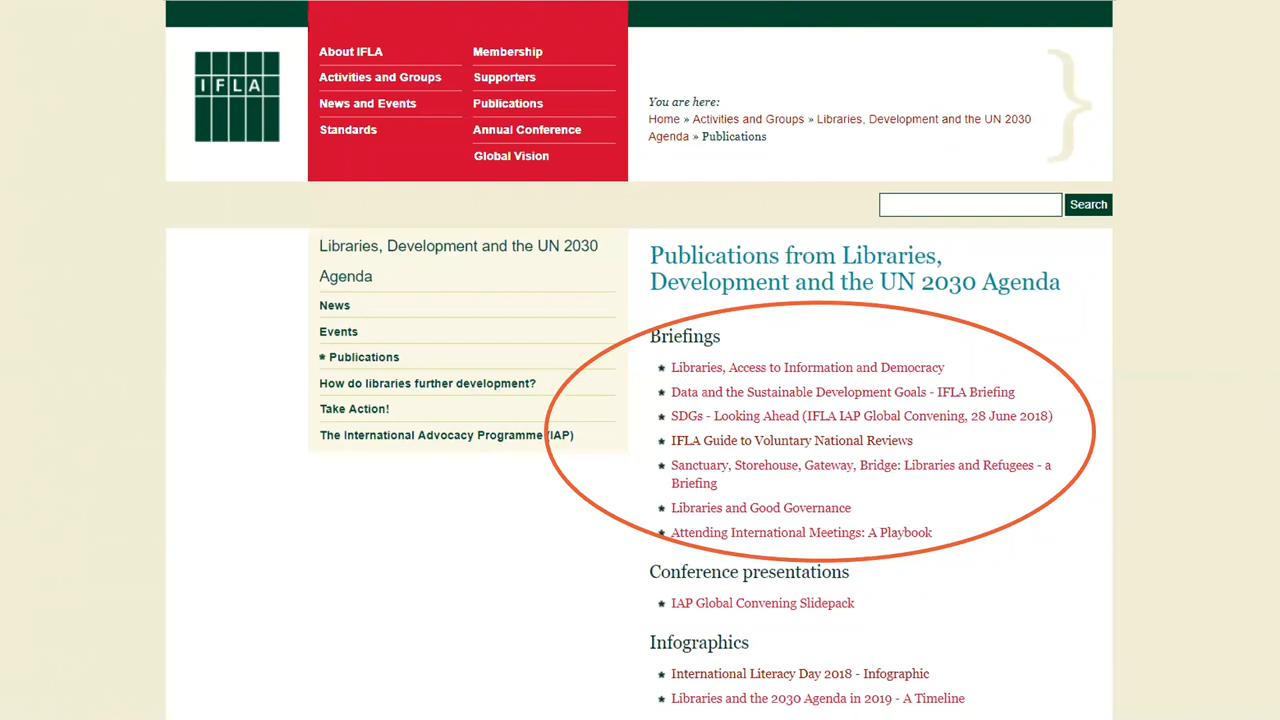 IFLA
About IFLA
Activities and Groups
News and Events
Standards
Membership
Supporters
Publications
Annual Conference
Global Vision
You are here:
Home » Activities and Groups » Libraries, Development and the UN 2030
Agenda » Publications
Search
Libraries, Development and the UN 2030
Agenda
News
Events
* Publications
How do libraries further development?
Take Action!
The International Advocacy Programme (IAP)
Publications from Libraries,
Development and the UN 2030 Agenda
Briefings
Libraries, Access to Information and Democracy
Data and the Sustainable Development Goals - IFLA Briefing
SDGs - Looking Ahead (IFLA IAP Global Convening, 28 June 2018)
IFLA Guide to Voluntary National Reviews
Sanctuary, Storehouse, Gateway, Bridge: Libraries and Refugees - a
Briefing
Libraries and Good Governance
Attending International Meetings: A Playbook
Conference presentations
IAP Global Convening Slidepack
Infographics
International Literacy Day 2018 - Infographic
Libraries and the 2030 Agenda in 2019 - A Timeline